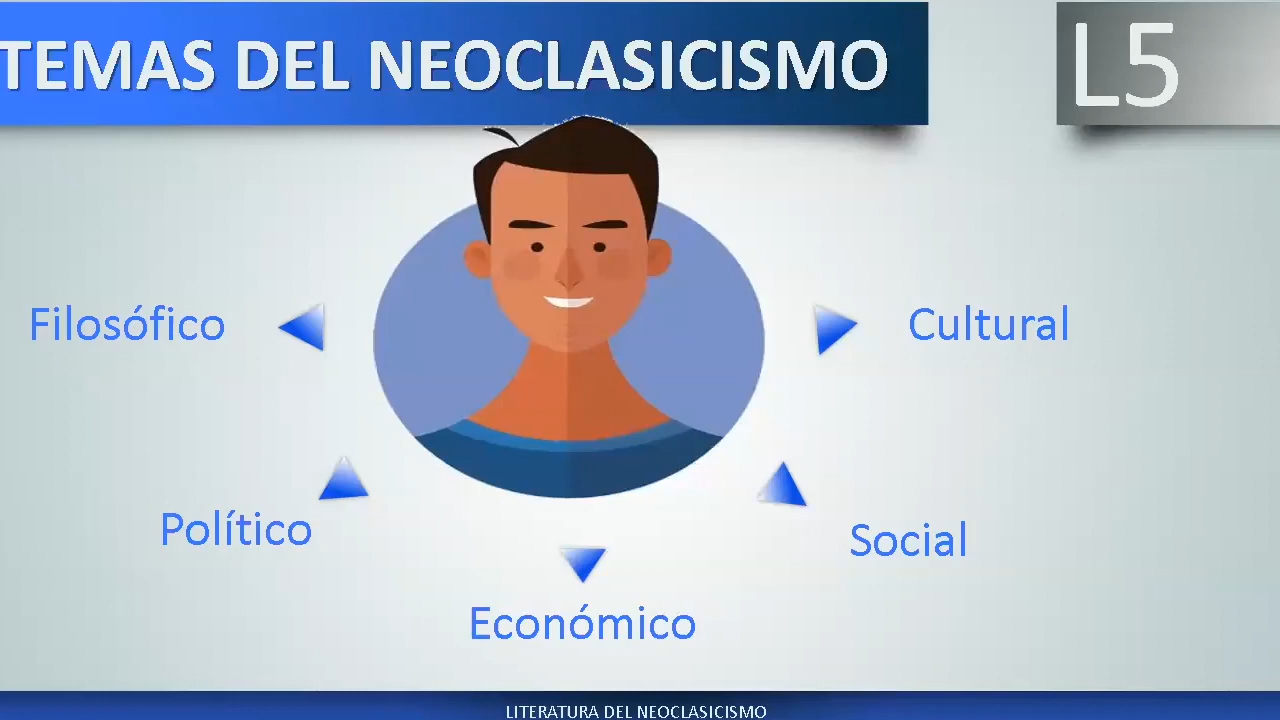 TEMAS DEL NEOCLASICISMO
L5
Filosófico
Cultural
Político
Social
Económico
LITERATURA DEL NEOCLASICISMO